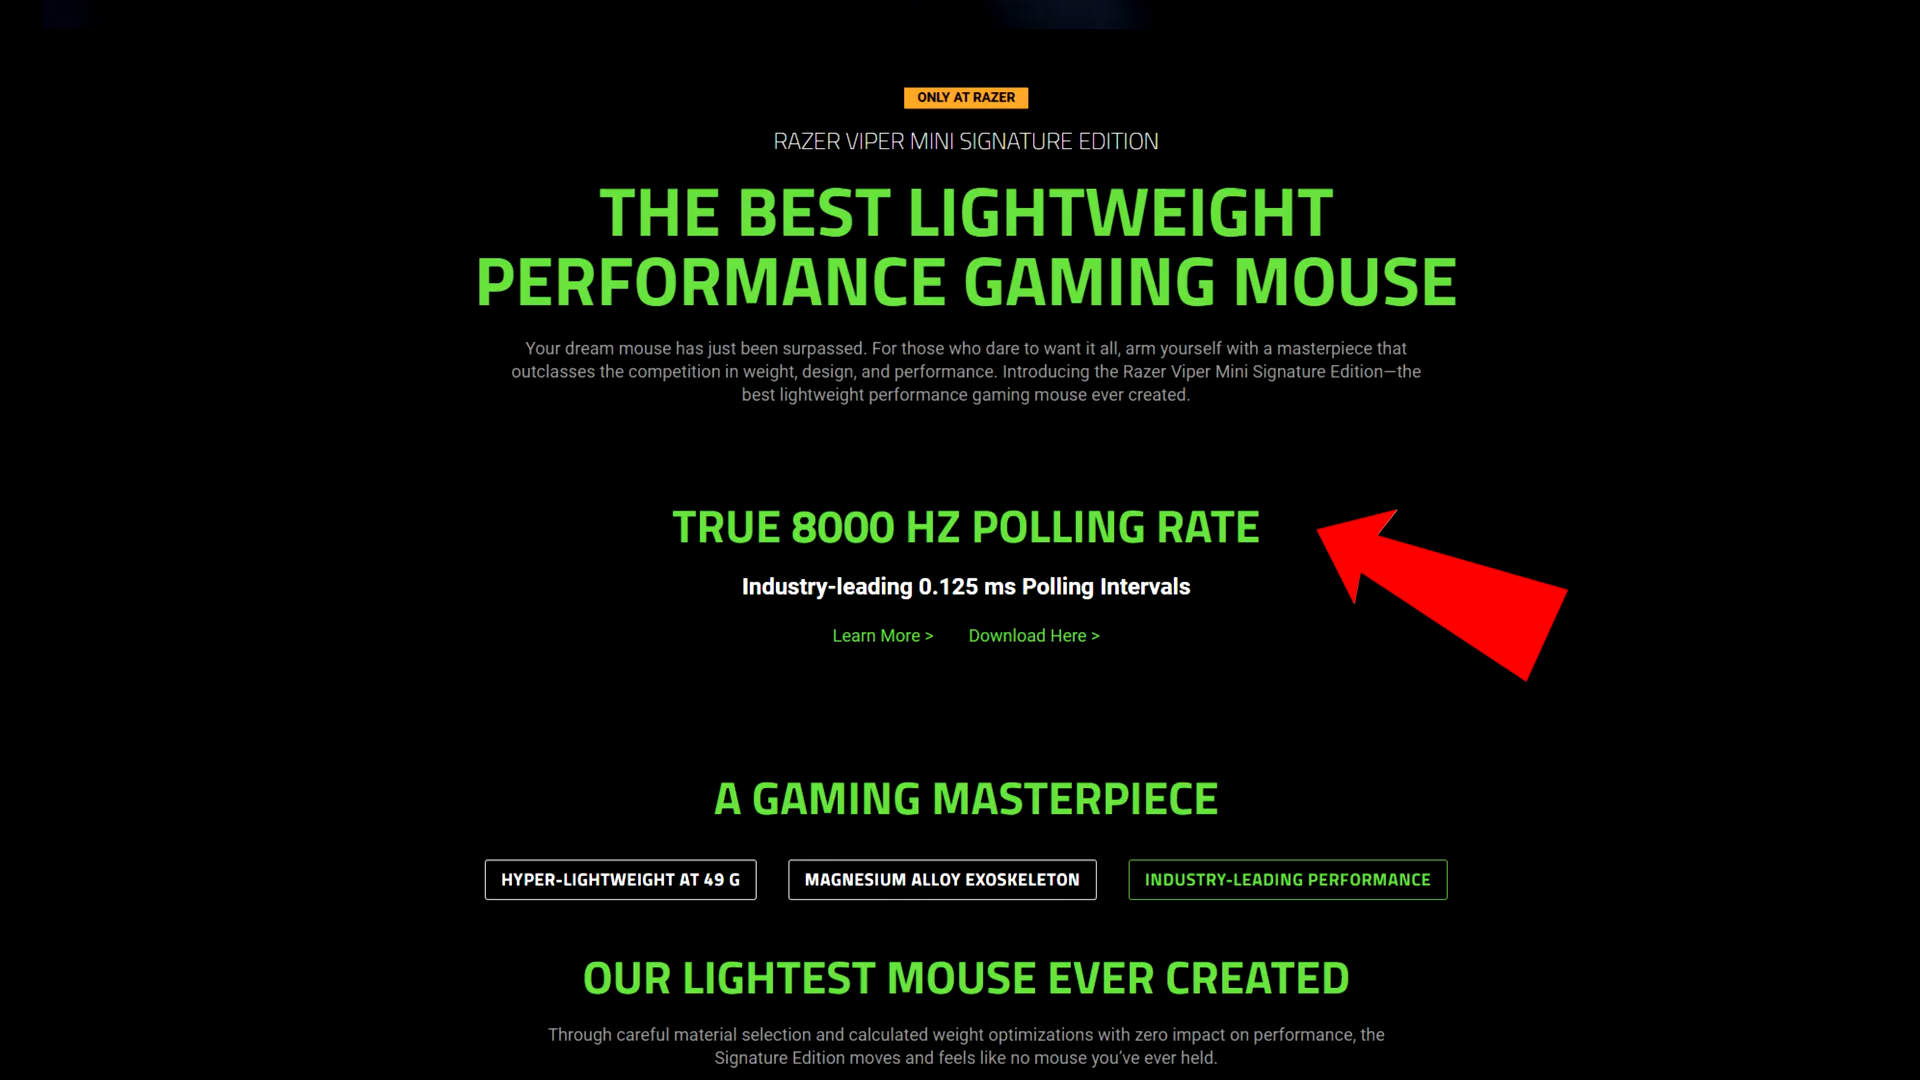 ONLY AT RAZER
RAZER VIPER MINI SIGNATURE EDITION
THE BEST LIGHTWEIGHT
PERFORMANCE GAMING MOUSE
Your dream mouse has just been surpassed. For those who dare to want it all, arm yourself with a masterpiece that
outclasses the competition in weight, design, and performance. Introducing the Razer Viper Mini Signature Edition—the
best lightweight performance gaming mouse ever created.
TRUE 8000 HZ POLLING RATE
Industry-leading 0.125 ms Polling Intervals
Learn More > Download Here >
A GAMING MASTERPIECE
HYPER-LIGHTWEIGHT AT 49 G MAGNESIUM ALLOY EXOSKELETON INDUSTRY-LEADING PERFORMANCE
OUR LIGHTEST MOUSE EVER CREATED
Through careful material selection and calculated weight optimizations with zero impact on performance, the
Signature Edition moves and feels like no mouse you’ve ever held.